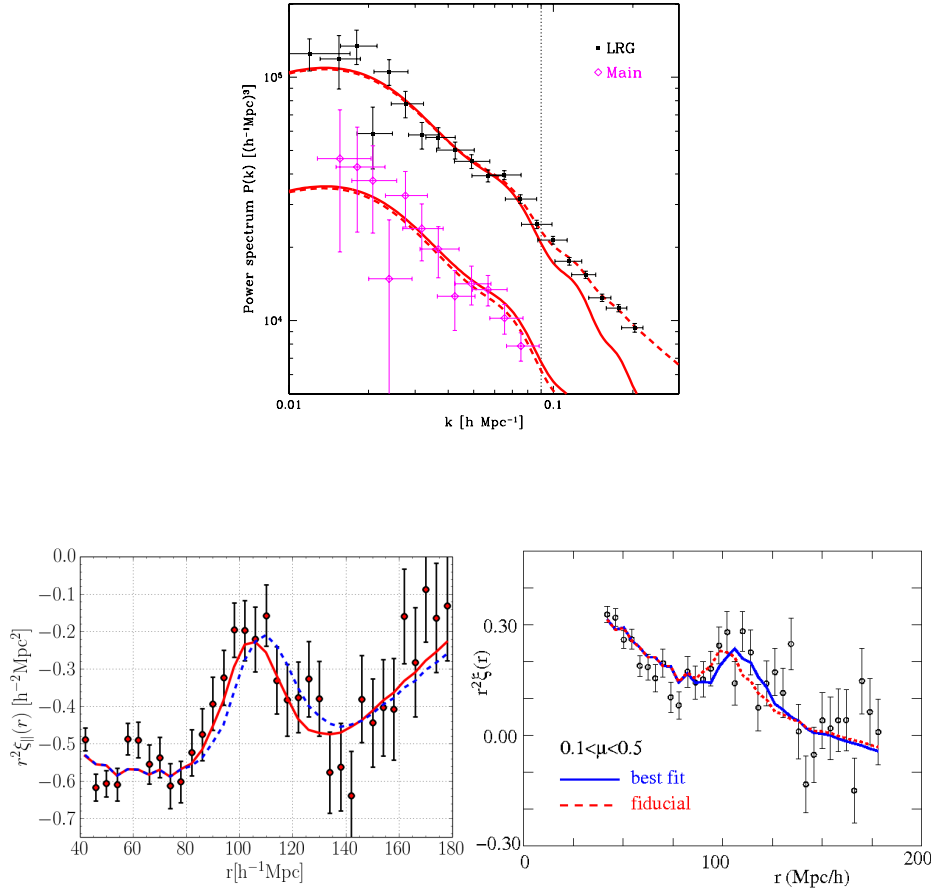 Power spectrum P(k) [(h⁻¹Mpc)³]
10⁵
10⁴
LRG
Main
0.01
0.1
k [h Mpc⁻¹]
r²ξ||(r) [h⁻²Mpc²]
0.0
−0.1
−0.2
−0.3
−0.4
−0.5
−0.6
−0.7
40 60 80 100 120 140 160 180
r[h⁻¹Mpc]
r²ξ(r)
0.30
0.00
−0.30
0.1<μ<0.5
best fit
fiducial
0 100 200
r (Mpc/h)